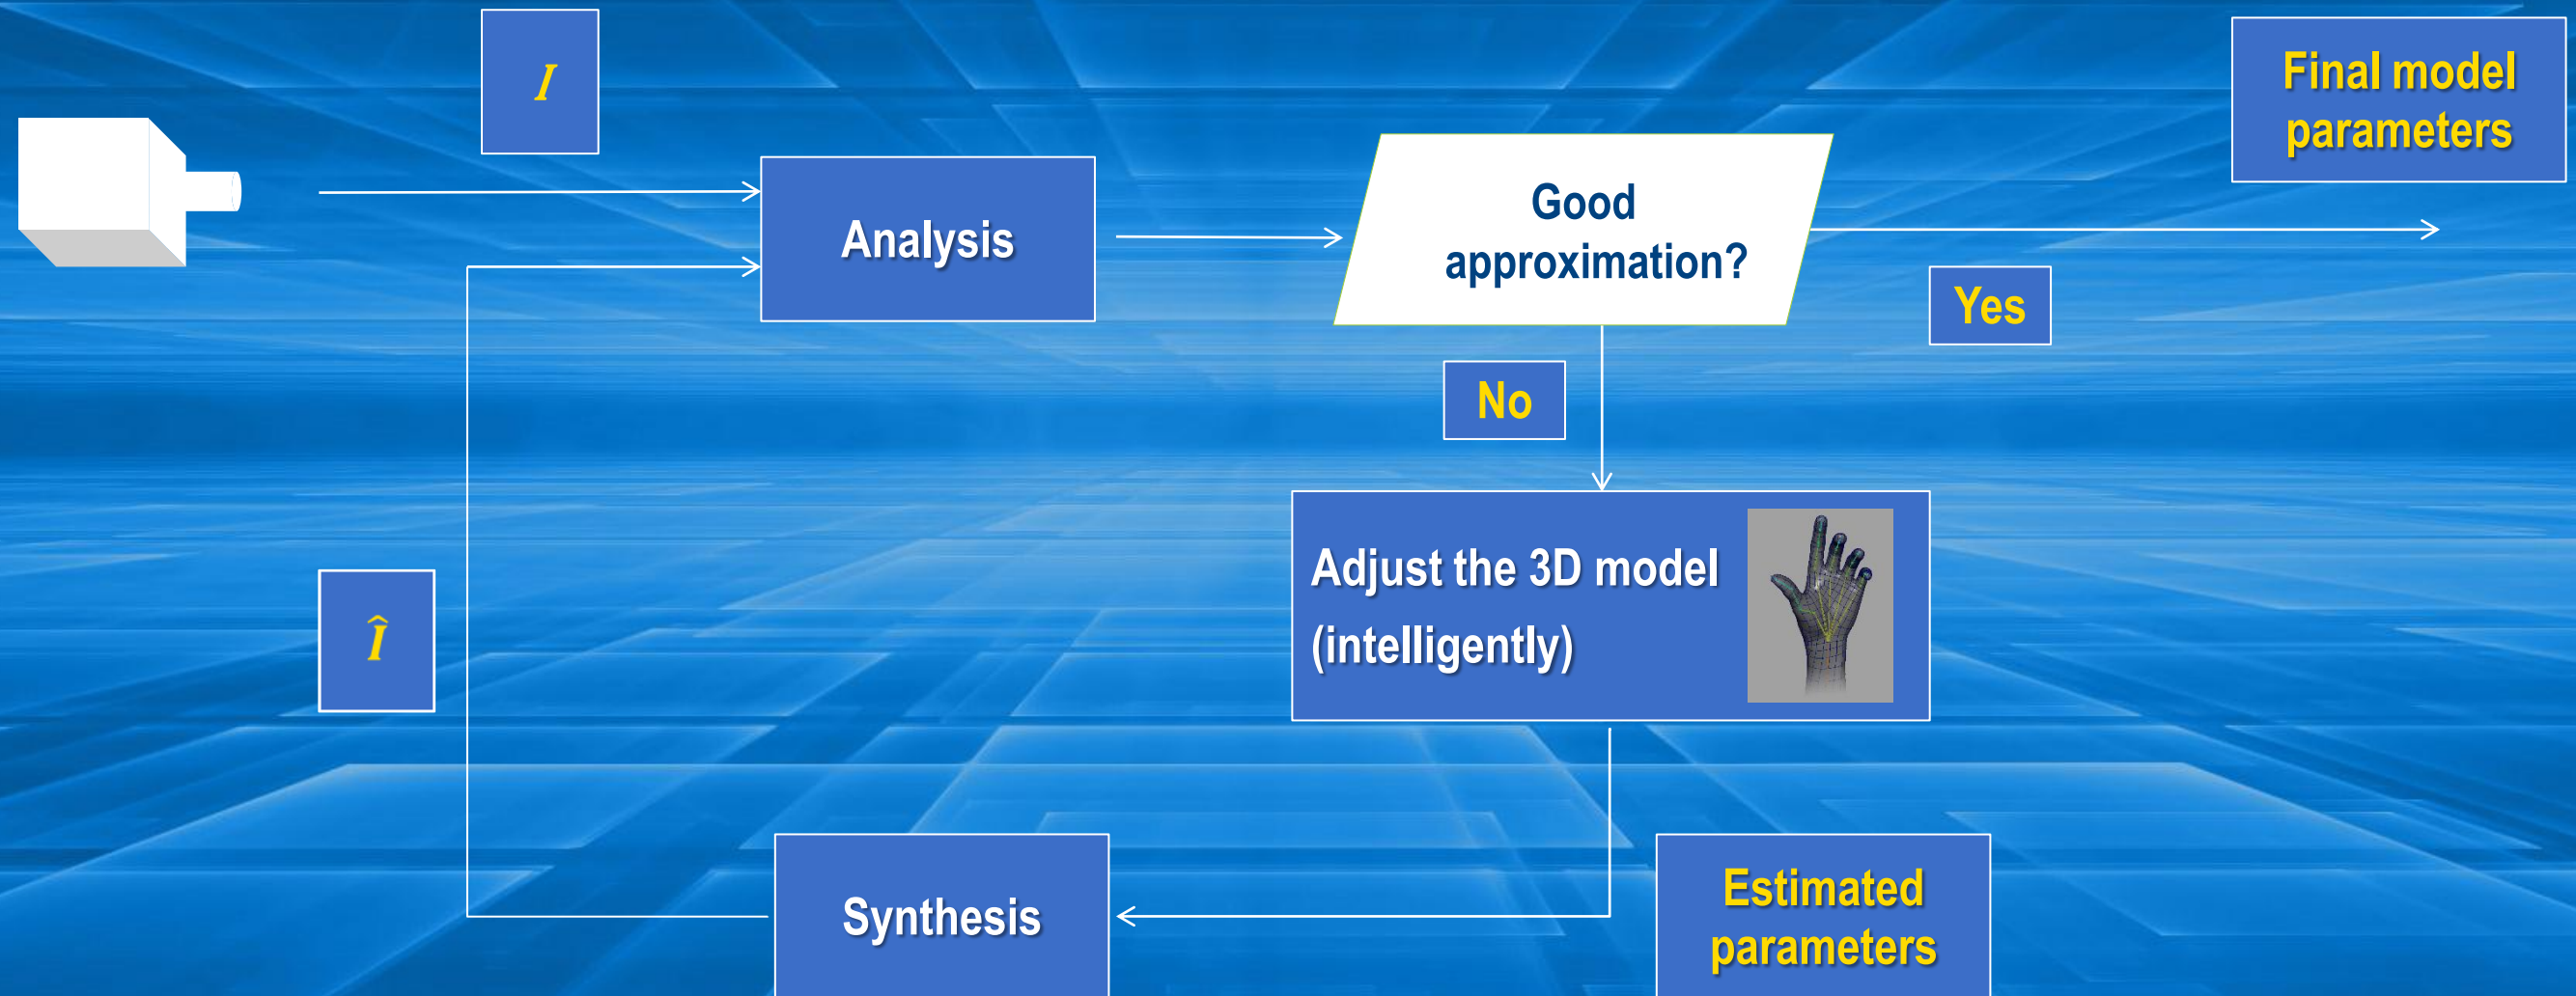 I
Final model
parameters
Analysis
Good
approximation?
Yes
No
Adjust the 3D model
(intelligently)
Î
Synthesis
Estimated
parameters